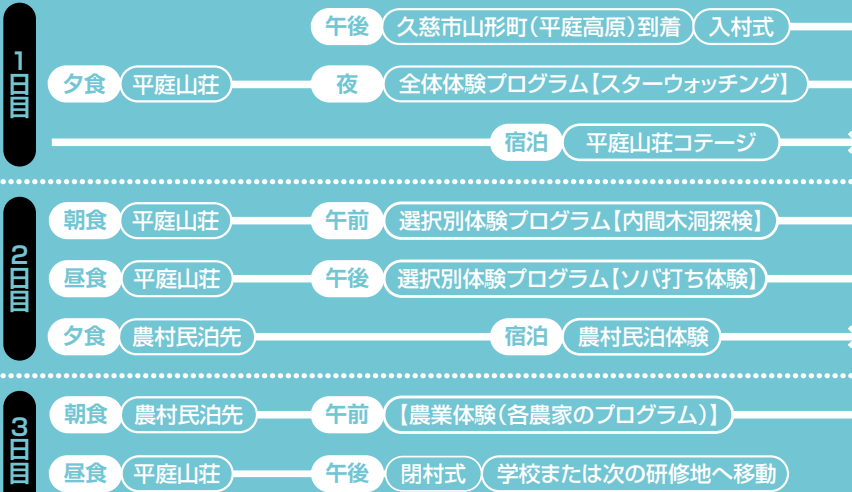 1日目
午後 久慈市山形町(平庭高原)到着 入村式
夕食 平庭山荘 夜 全体体験プログラム【スターウォッチング】
宿泊 平庭山荘コテージ
2日目
朝食 平庭山荘 午前 選択別体験プログラム【内間木洞探検】
昼食 平庭山荘 午後 選択別体験プログラム【ソバ打ち体験】
夕食 農村民泊先 宿泊 農村民泊体験
3日目
朝食 農村民泊先 午前 【農業体験(各農家のプログラム)】
昼食 平庭山荘 午後 閉村式 学校または次の研修地へ移動